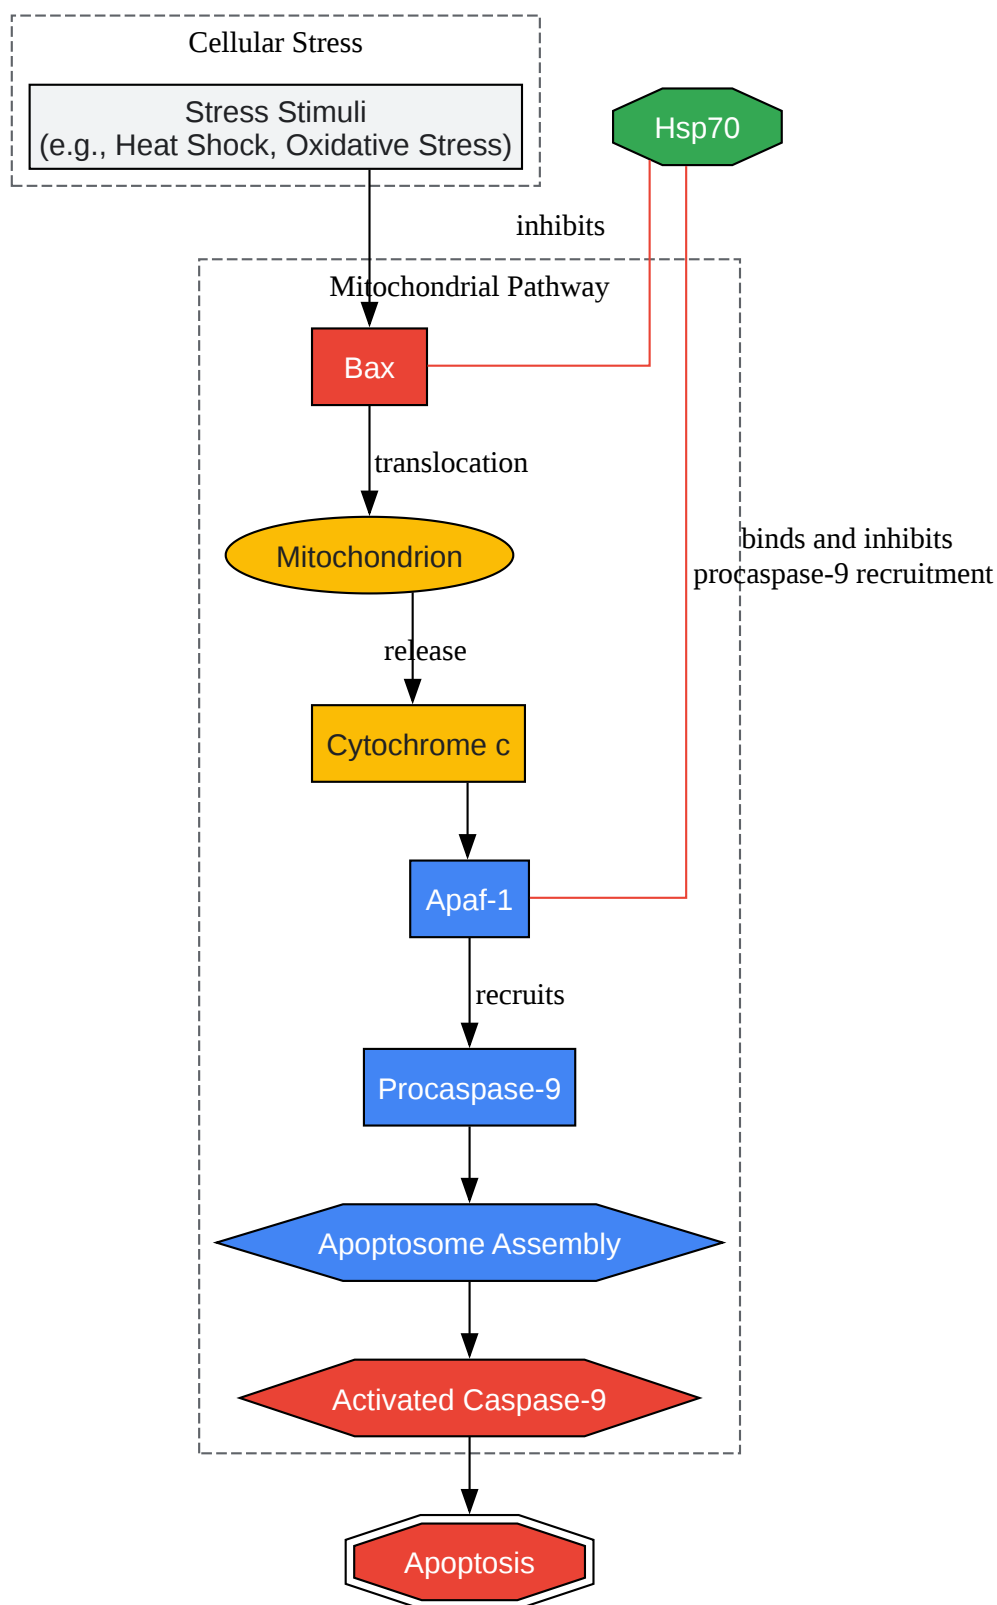 Cellular Stress
Stress Stimuli
(e.g., Heat Shock, Oxidative Stress)
Hsp70
inhibits
Mitochondrial Pathway
Bax
translocation
binds and inhibits
procaspase-9 recruitment
Mitochondrion
release
Cytochrome c
Apaf-1
recruits
Procaspase-9
Apoptosome Assembly
Activated Caspase-9
Apoptosis